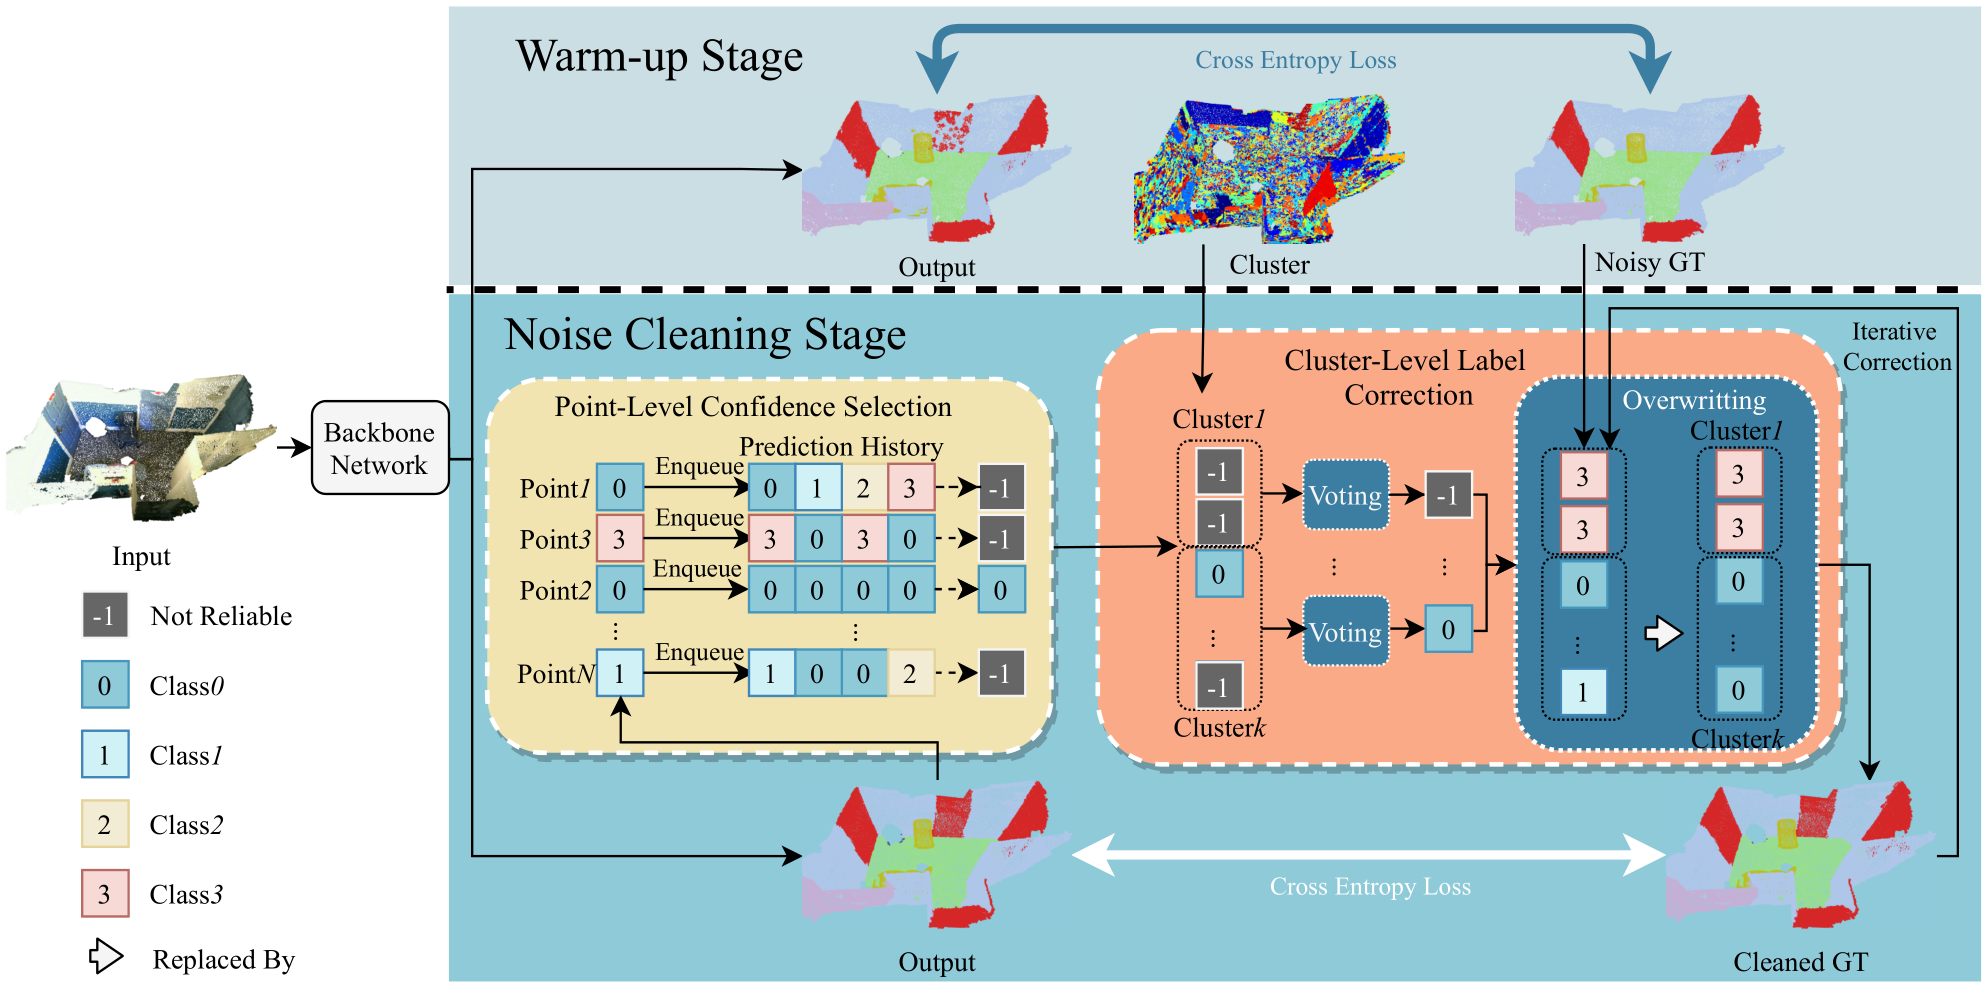 Warm-up Stage
Cross Entropy Loss
Output
Cluster
Noisy GT
Noise Cleaning Stage
Iterative
Correction
Backbone
Network
Input
-1 Not Reliable
0 Class0
1 Class1
2 Class2
3 Class3
Replaced By
Point-Level Confidence Selection
Prediction History
Point1 0 Enqueue 0 1 2 3 -1
Point3 3 Enqueue 3 0 3 0 -1
Point2 0 Enqueue 0 0 0 0 0
⋮ ⋮
PointN 1 Enqueue 1 0 0 2 -1
Cluster-Level Label
Correction
Cluster1
-1
-1
0
⋮
-1
Clusterk
Voting -1
⋮ ⋮
Voting 0
Overwritting
Cluster1
3 3
3 3
0 0
⋮ ⋮
1 0
Clusterk
Cross Entropy Loss
Output
Cleaned GT